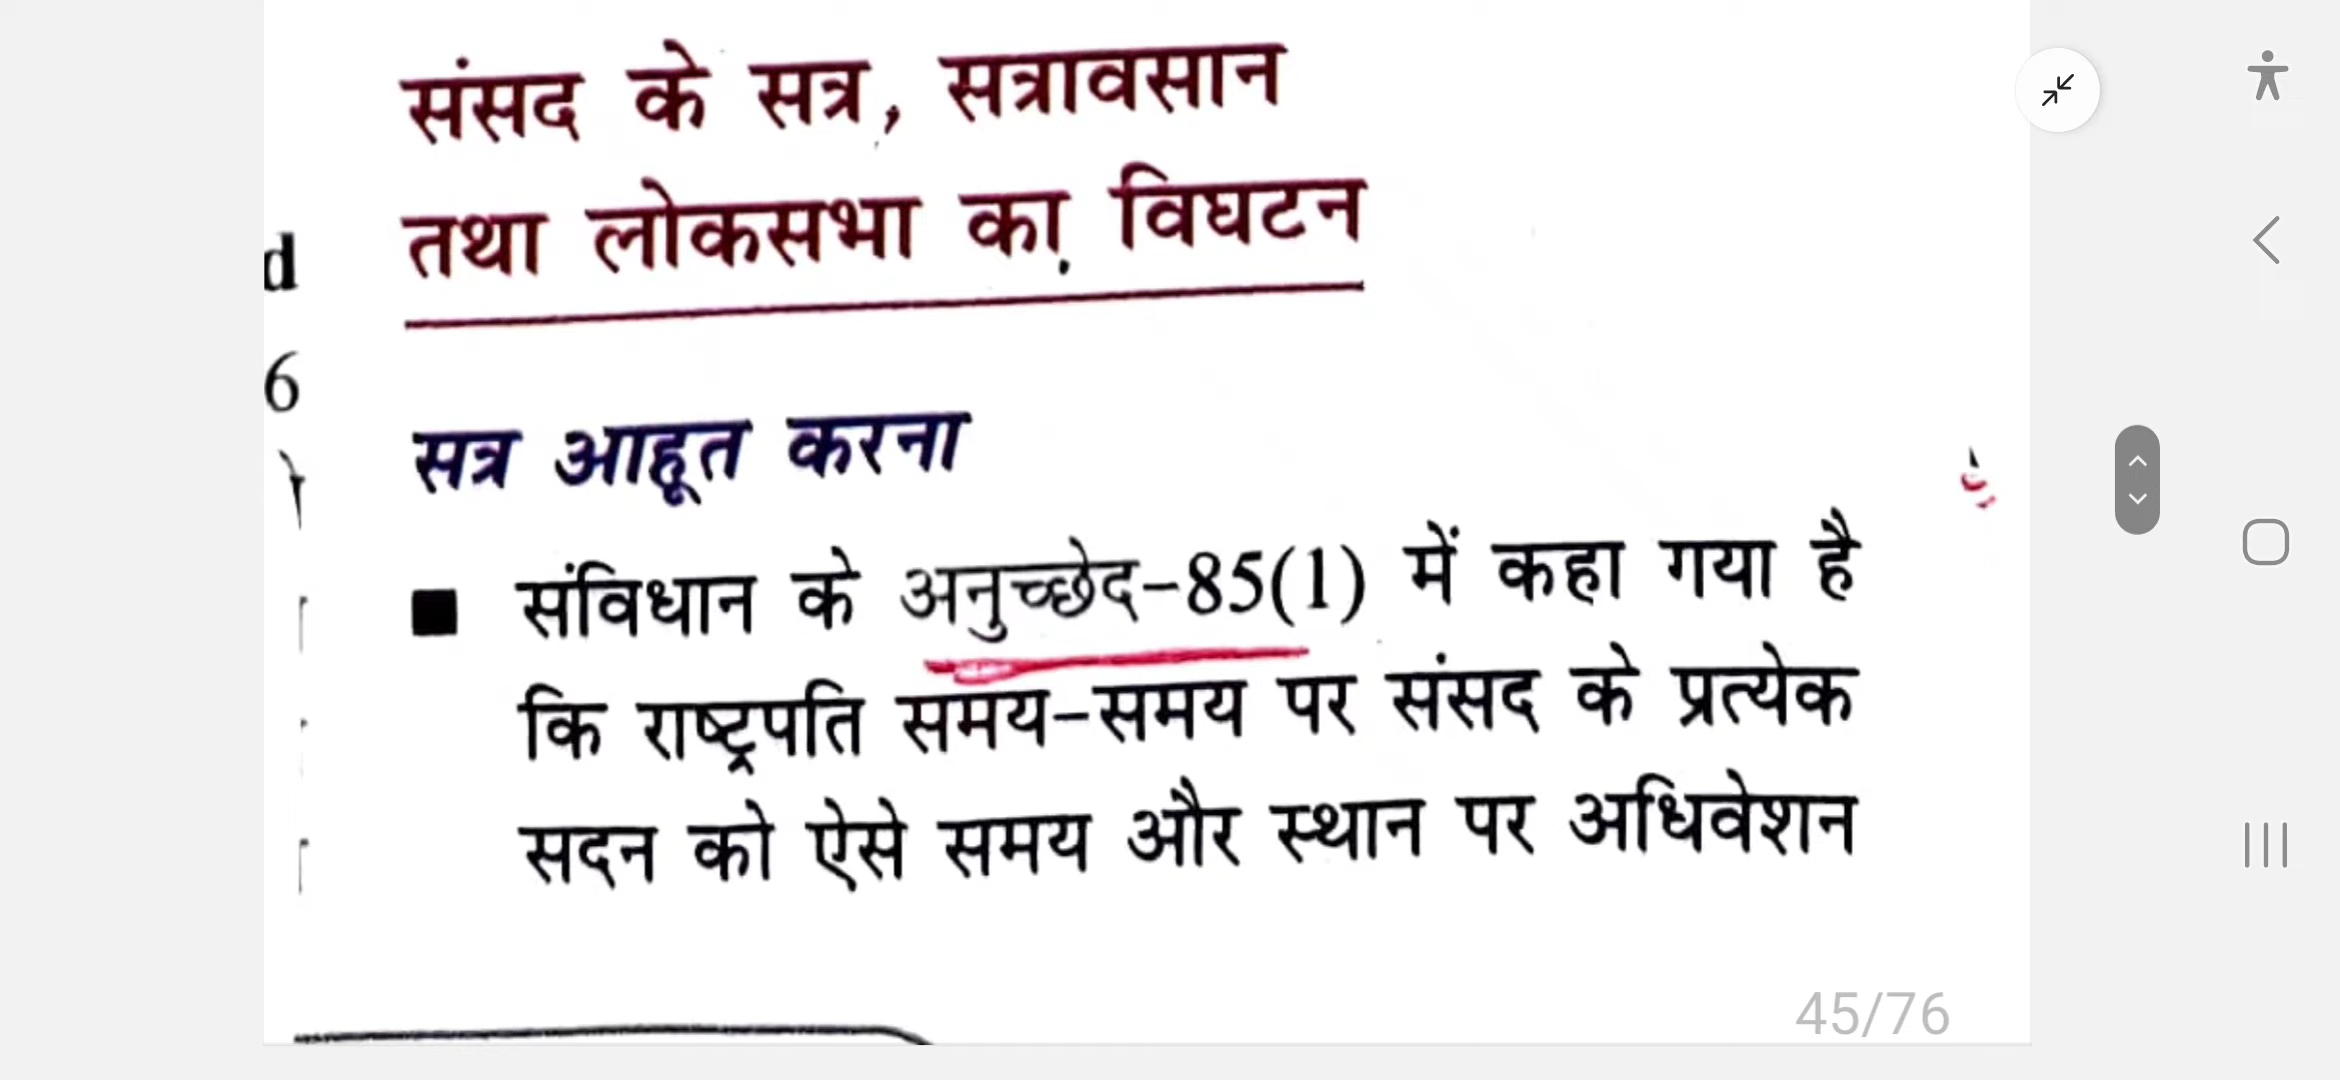 संसद के सत्र, सत्रावसान
तथा लोकसभा का विघटन
d
6
सत्र आहूत करना
■ संविधान के अनुच्छेद-85(1) में कहा गया है
कि राष्ट्रपति समय-समय पर संसद के प्रत्येक
सदन को ऐसे समय और स्थान पर अधिवेशन
45/76